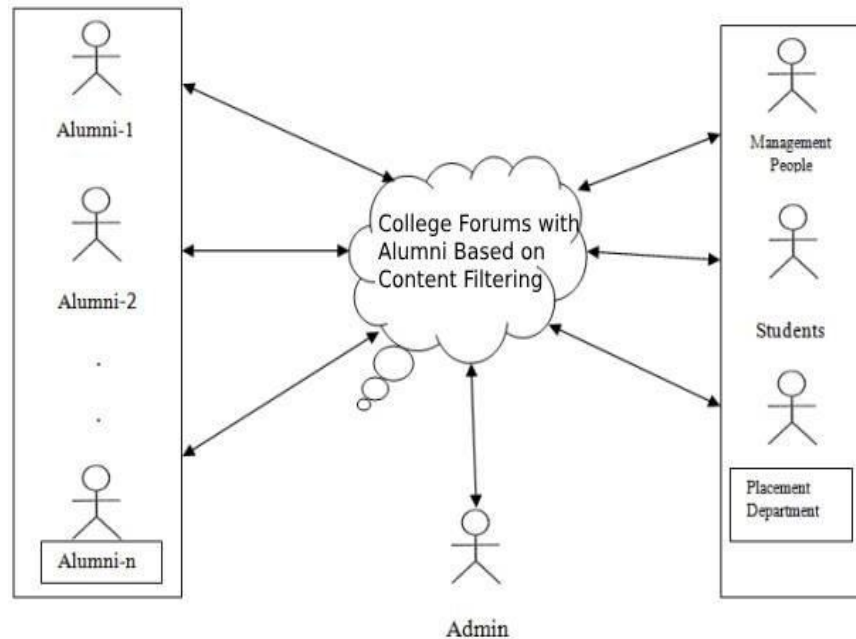 Alumni-1
Alumni-2
.
.
Alumni-n
College Forums with
Alumni Based on
Content Filtering
Admin
Management
People
Students
Placement
Department